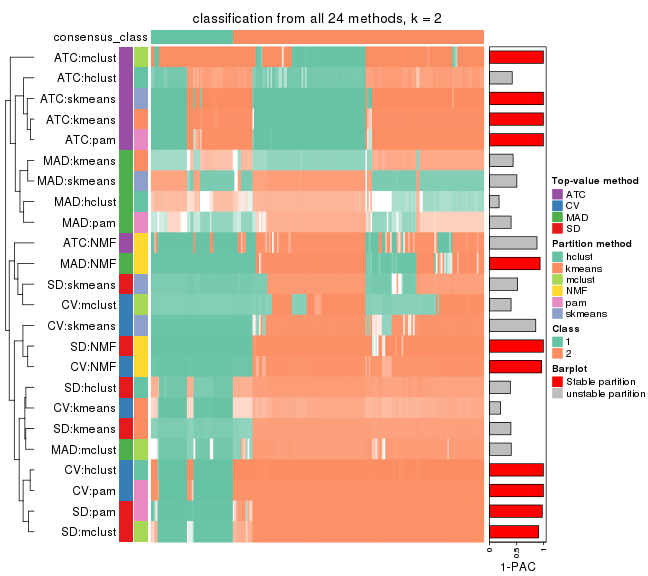 classification from all 24 methods, k = 2
consensus_class
ATC:mclust
ATC:hclust
ATC:skmeans
ATC:kmeans
ATC:pam
MAD:kmeans
MAD:skmeans
MAD:hclust
MAD:pam
ATC:NMF
MAD:NMF
SD:skmeans
CV:mclust
CV:skmeans
SD:NMF
CV:NMF
SD:hclust
CV:kmeans
SD:kmeans
MAD:mclust
CV:hclust
CV:pam
SD:pam
SD:mclust
0
0.5
1
1-PAC
Top-value method
ATC
CV
MAD
SD
Partition method
hclust
kmeans
mclust
NMF
pam
skmeans
Class
1
2
Barplot
Stable partition
unstable partition